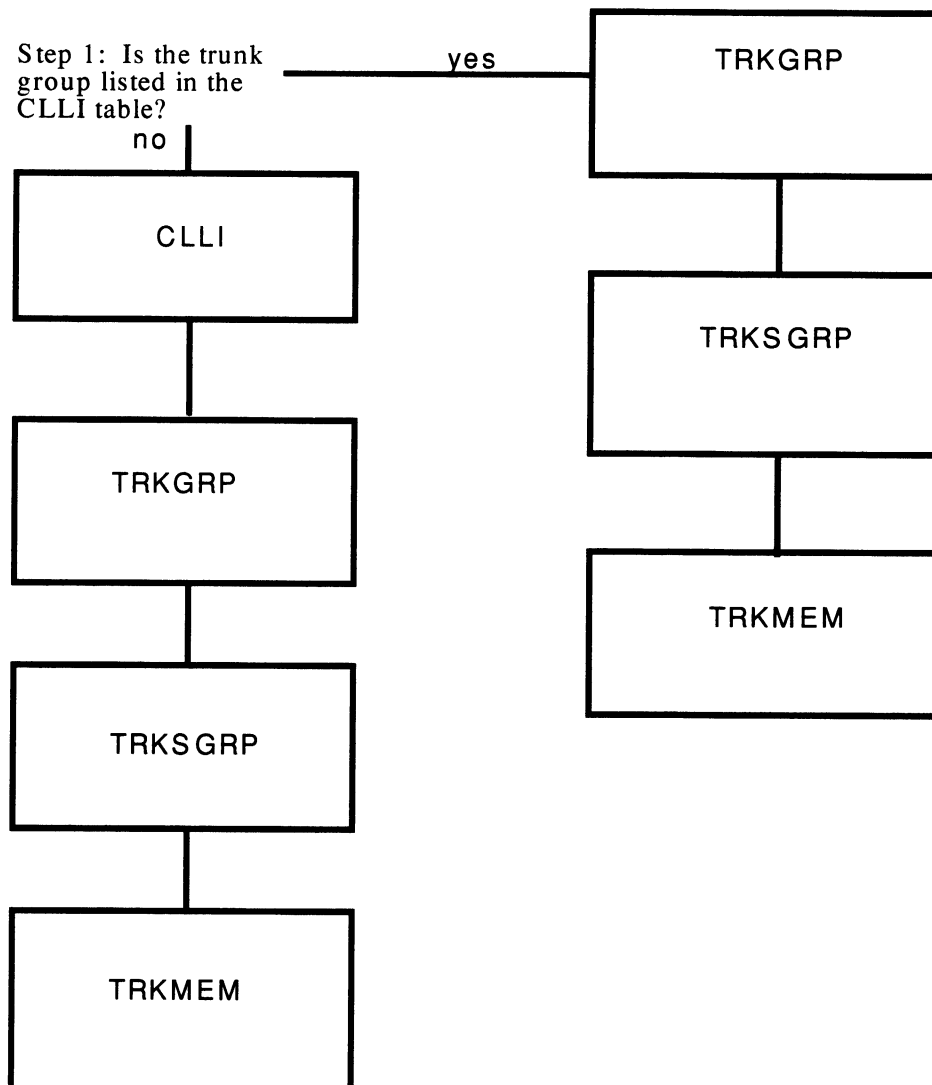 Step 1: Is the trunk
group listed in the
CLLI table?
yes
no
TRKGRP
TRKSGRP
TRKMEM
CLLI
TRKGRP
TRKSGRP
TRKMEM